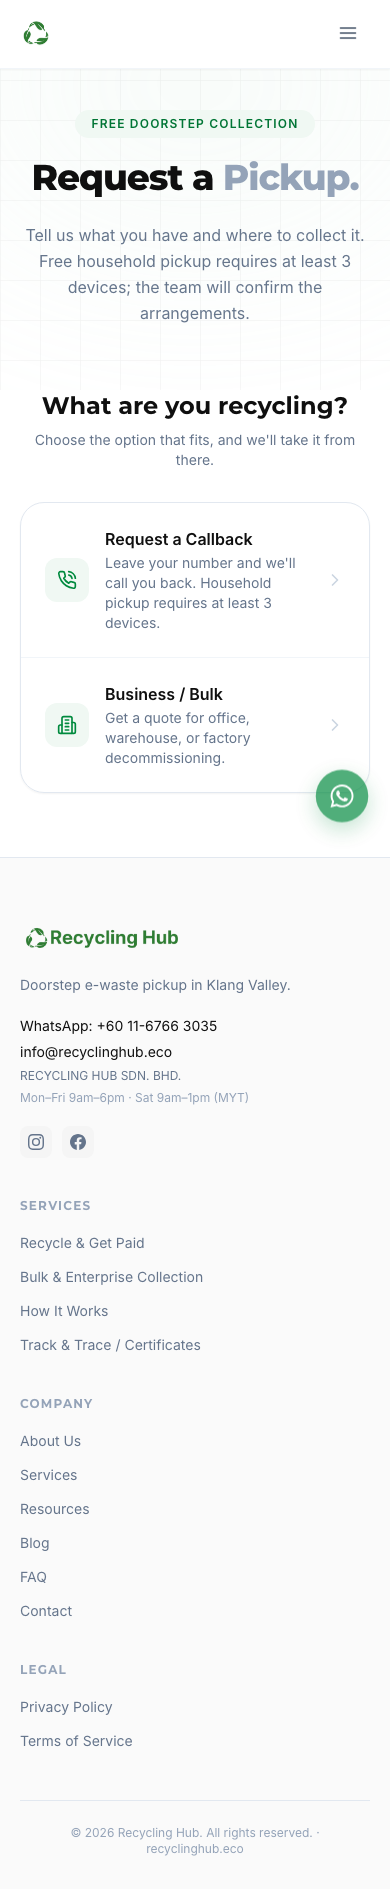 FREE DOORSTEP COLLECTION
Request a Pickup.
Tell us what you have and where to collect it.
Free household pickup requires at least 3
devices; the team will confirm the
arrangements.
What are you recycling?
Choose the option that fits, and we'll take it from
there.
Request a Callback
Leave your number and we'll
call you back. Household
pickup requires at least 3
devices.
Business / Bulk
Get a quote for office,
warehouse, or factory
decommissioning.
Recycling Hub
Doorstep e-waste pickup in Klang Valley.
WhatsApp: +60 11-6766 3035
info@recyclinghub.eco
RECYCLING HUB SDN. BHD.
Mon–Fri 9am–6pm · Sat 9am–1pm (MYT)
SERVICES
Recycle & Get Paid
Bulk & Enterprise Collection
How It Works
Track & Trace / Certificates
COMPANY
About Us
Services
Resources
Blog
FAQ
Contact
LEGAL
Privacy Policy
Terms of Service
© 2026 Recycling Hub. All rights reserved. ·
recyclinghub.eco